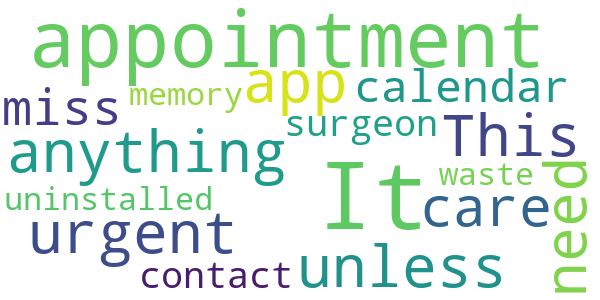 appointment
memory app calendar
miss surgeon This
anything It waste
uninstalled care need
urgent unless
contact